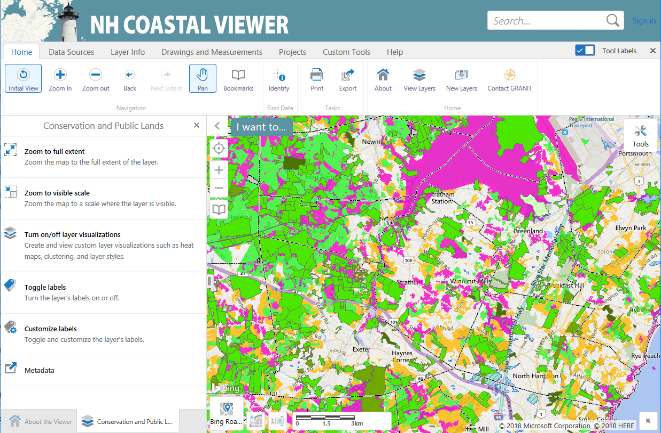 NH COASTAL VIEWER
Search...
Sign in
Home Data Sources Layer Info Drawings and Measurements Projects Custom Tools Help
Tool Labels
Initial View Zoom In Zoom out Back Next Extent Pan Bookmarks Identify Print Export About View Layers New Layers Contact GRANIT
Navigation Find Data Tasks Home
Conservation and Public Lands
Zoom to full extent
Zoom the map to the full extent of the layer.
Zoom to visible scale
Zoom the map to a scale where the layer is visible.
Turn on/off layer visualizations
Create and view custom layer visualizations such as heat
maps, clustering, and layer styles.
Toggle labels
Turn the layer's labels on or off.
Customize labels
Toggle and customize the layer's labels.
Metadata
About the Viewer
Conservation and Public L...
I want to...
Tools
Portsmouth
Station
Greenland
Elwyn Park
Breakfast Hill
Exeter
Haynes
Corner
Rye Beach
North Hampton
Bing Roa...
0 1.5 3km
© 2018 Microsoft Corporation, © 2018 HERE